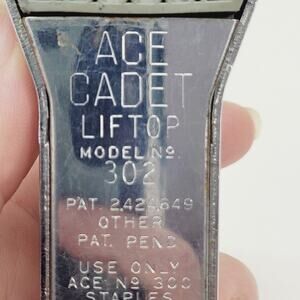 ACE
CADET
LIFTOP
MODEL No.
302
PAT. 2,424,649
OTHER
PAT. PEND
USE ONLY
ACE No 300
STAPLES